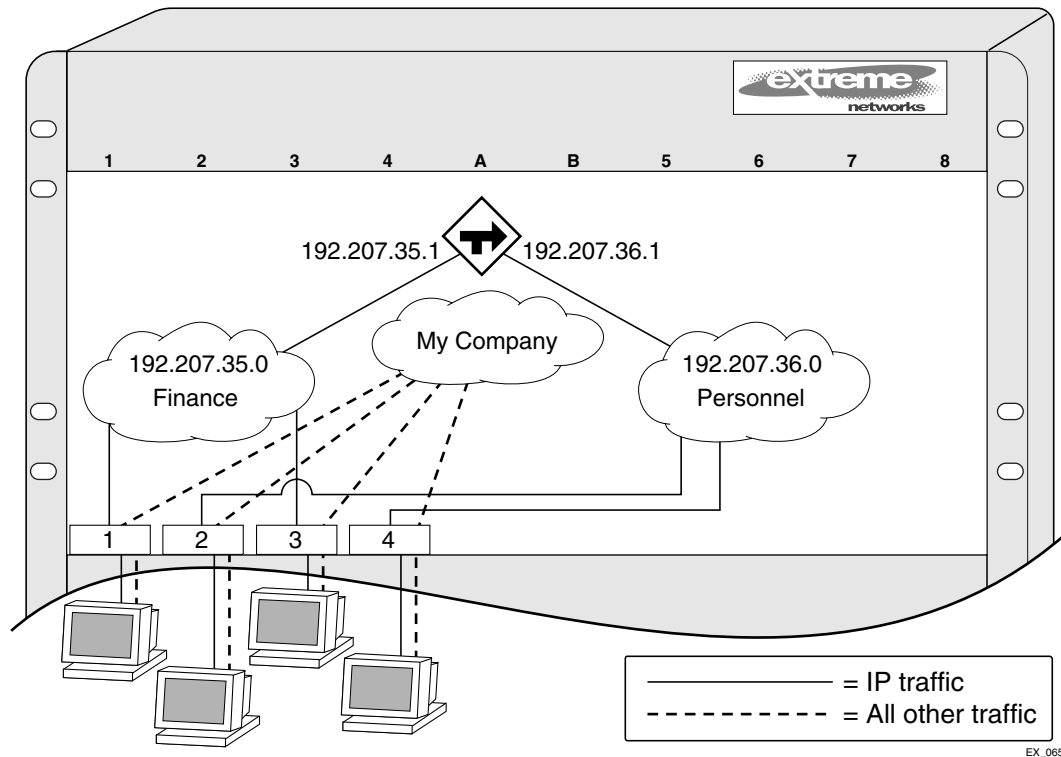 extreme
networks
1 2 3 4 A B 5 6 7 8
192.207.35.1 192.207.36.1
My Company
192.207.35.0
Finance
192.207.36.0
Personnel
1 2 3 4
= IP traffic
= All other traffic
EX_065